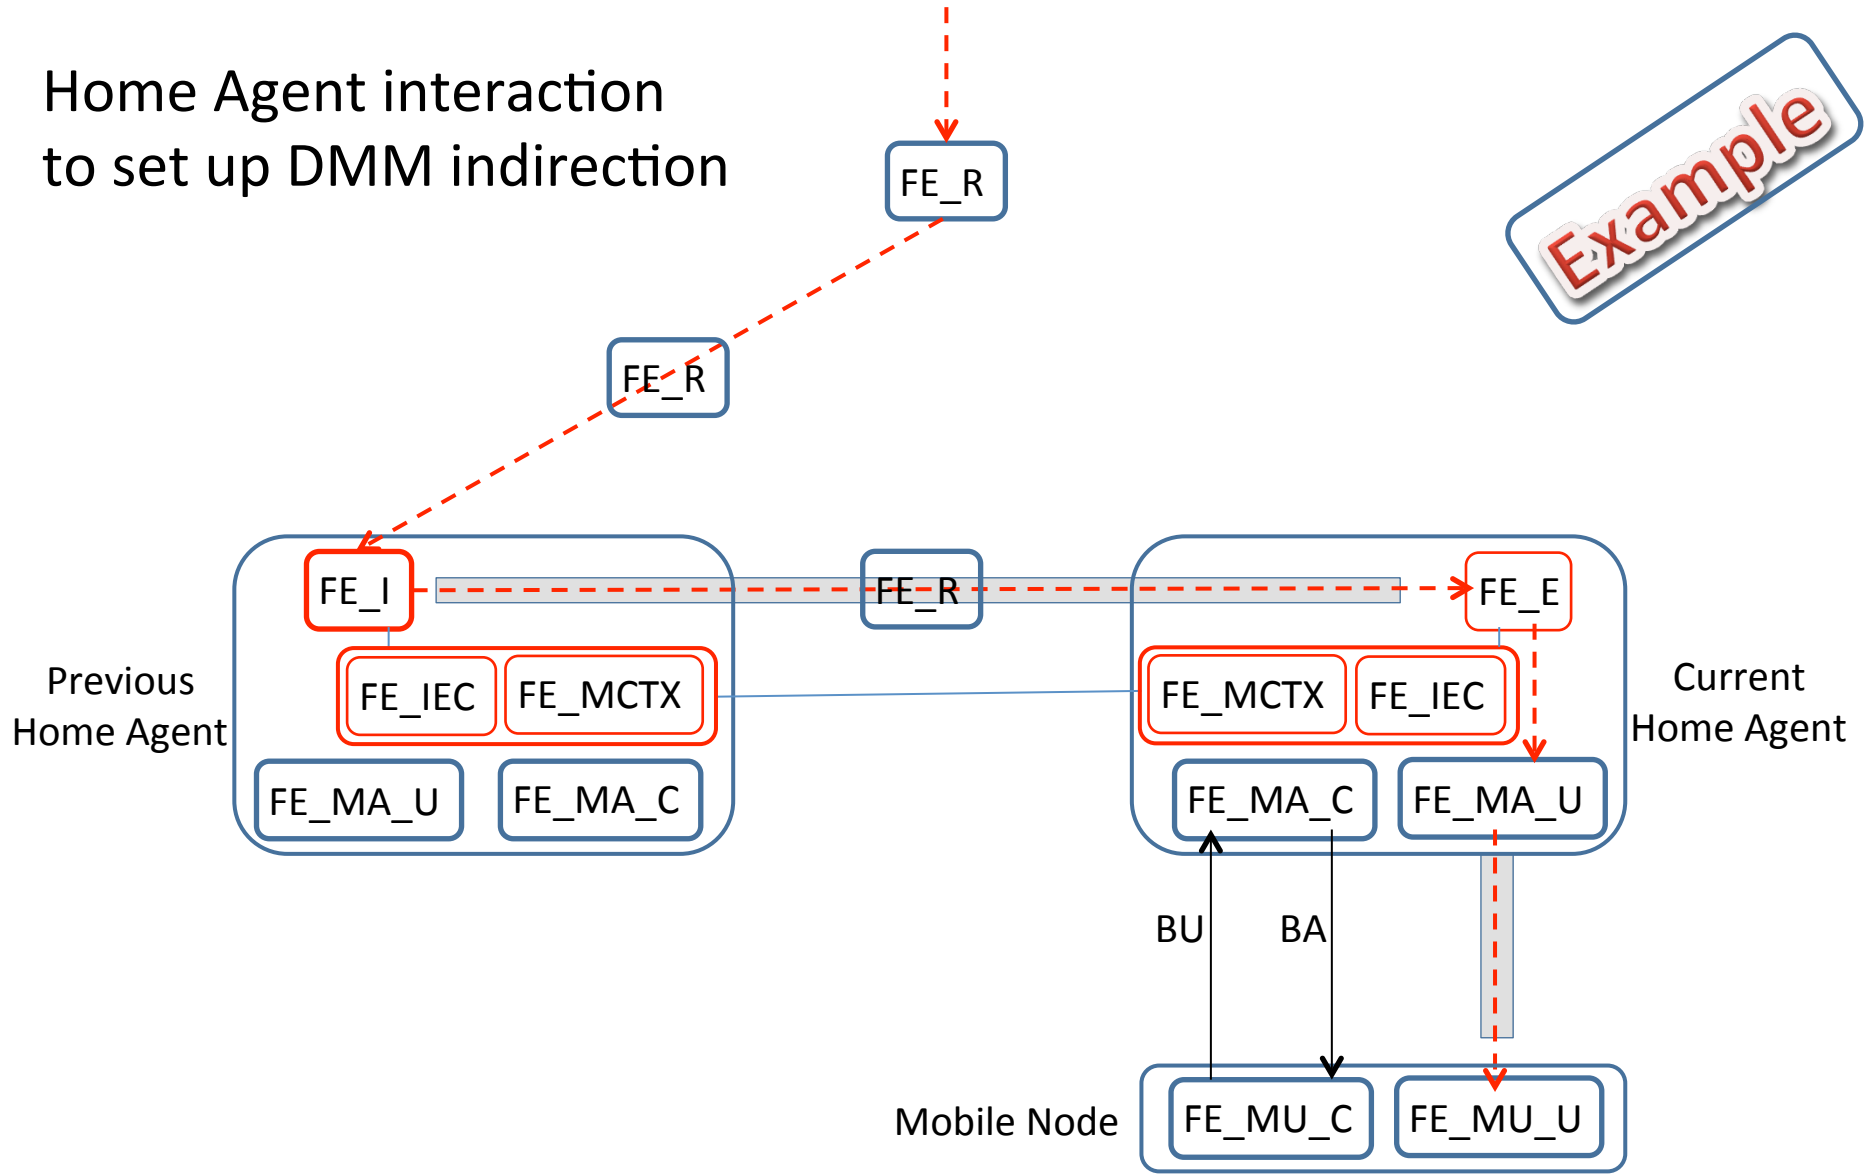 Home Agent interaction
to set up DMM indirection
Example
FE_R
FE_R
FE_I
FE_R
FE_E
Previous
Home Agent
FE_IEC
FE_MCTX
FE_MCTX
FE_IEC
Current
Home Agent
FE_MA_U
FE_MA_C
FE_MA_C
FE_MA_U
BU
BA
Mobile Node
FE_MU_C
FE_MU_U